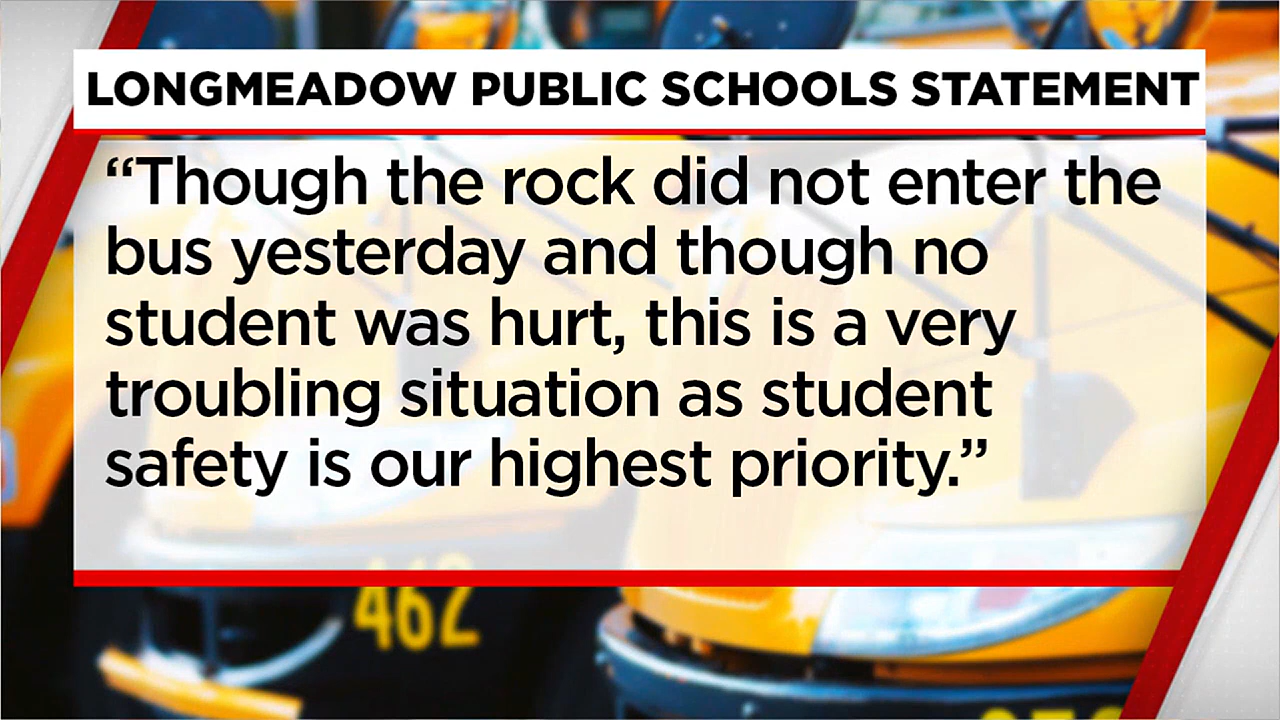 LONGMEADOW PUBLIC SCHOOLS STATEMENT
“Though the rock did not enter the
bus yesterday and though no
student was hurt, this is a very
troubling situation as student
safety is our highest priority.”
462